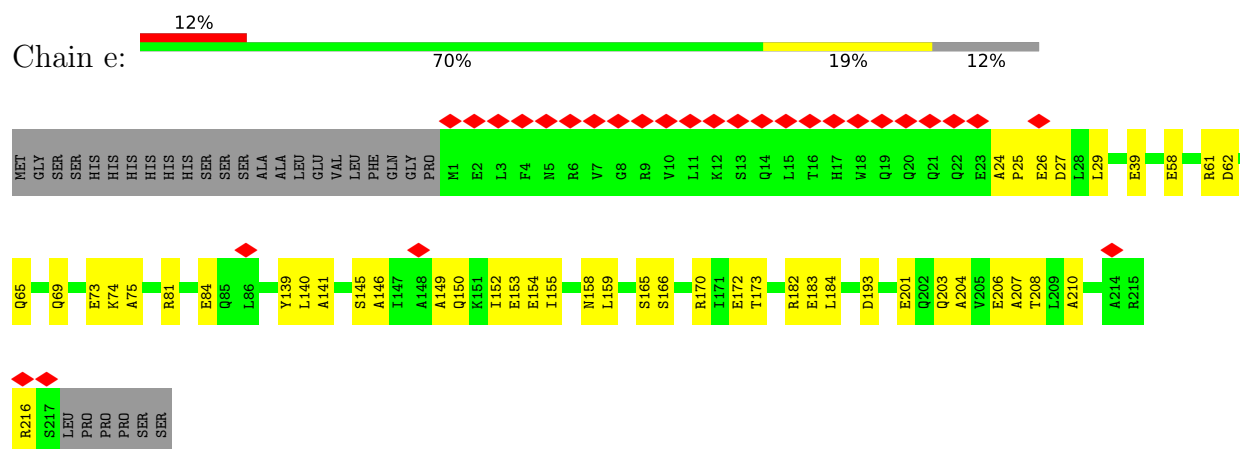 12%
Chain e:
70% 19% 12%
MET GLY SER SER HIS HIS HIS HIS HIS HIS SER SER SER ALA ALA LEU GLU VAL LEU PHE GLN GLY PRO M1 E2 L3 F4 N5 R6 V7 G8 R9 V10 L11 K12 S13 Q14 L15 T16 H17 W18 Q19 Q20 Q21 Q22 E23 A24 P25 E26 D27 L28 L29 E39 E58 R61 D62
Q65 Q69 E73 K74 A75 R81 E84 Q85 L86 Y139 L140 A141 S145 A146 I147 A148 A149 Q150 K151 I152 E153 E154 I155 N158 L159 S165 S166 R170 I171 E172 T173 R182 E183 L184 D193 E201 Q202 Q203 A204 V205 E206 A207 T208 L209 A210 A214 R215
R216 S217 LEU PRO PRO PRO SER SER